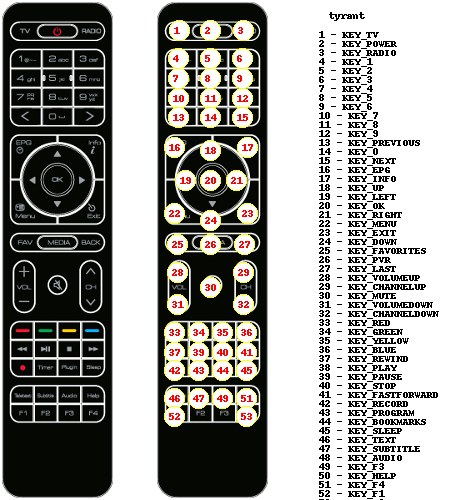 tyrant
TV RADIO
1 @._- 2 abc 3 def
4 ghi 5 jkl 6 mno
8 tuv
0
EPG Info
i
OK
Menu Exit
FAV MEDIA BACK
+
VOL CH
-
Timer Plugin Sleep
Teletext Subtitle Audio Help
F1 F2 F3 F4
1 2 3
4 5 6
7 8 9
10 11 12
13 14 15
16 18 17
19 20 21
22 24 23
25 26 27
28 29
VOL 30 CH
31 32
33 34 35 36
37 39 40 41
42 43 44 45
46 47 49 51
52 F2 F3 53
1 - KEY_TV
2 - KEY_POWER
3 - KEY_RADIO
4 - KEY_1
5 - KEY_2
6 - KEY_3
7 - KEY_4
8 - KEY_5
9 - KEY_6
10 - KEY_7
11 - KEY_8
12 - KEY_9
13 - KEY_PREVIOUS
14 - KEY_0
15 - KEY_NEXT
16 - KEY_EPG
17 - KEY_INFO
18 - KEY_UP
19 - KEY_LEFT
20 - KEY_OK
21 - KEY_RIGHT
22 - KEY_MENU
23 - KEY_EXIT
24 - KEY_DOWN
25 - KEY_FAVORITES
26 - KEY_PVR
27 - KEY_LAST
28 - KEY_VOLUMEUP
29 - KEY_CHANNELUP
30 - KEY_MUTE
31 - KEY_VOLUMEDOWN
32 - KEY_CHANNELDOWN
33 - KEY_RED
34 - KEY_GREEN
35 - KEY_YELLOW
36 - KEY_BLUE
37 - KEY_REWIND
38 - KEY_PLAY
39 - KEY_PAUSE
40 - KEY_STOP
41 - KEY_FASTFORWARD
42 - KEY_RECORD
43 - KEY_PROGRAM
44 - KEY_BOOKMARKS
45 - KEY_SLEEP
46 - KEY_TEXT
47 - KEY_SUBTITLE
48 - KEY_AUDIO
49 - KEY_F3
50 - KEY_HELP
51 - KEY_F4
52 - KEY_F1